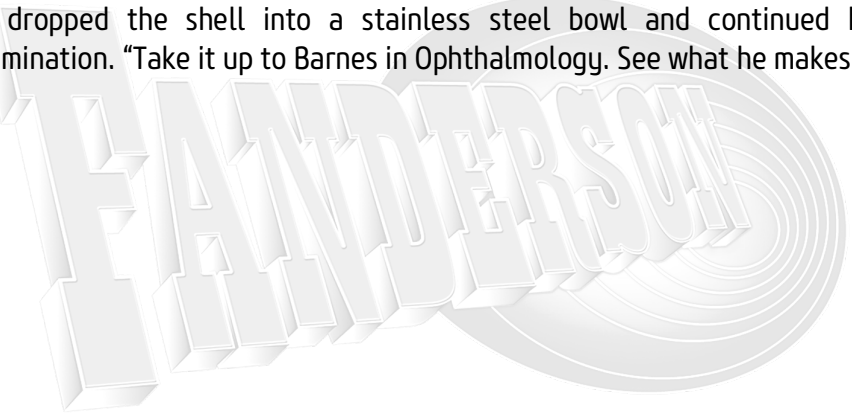 dropped the shell into a stainless steel bowl and continued
mination. “Take it up to Barnes in Ophthalmology. See what he makes
FANDERSON